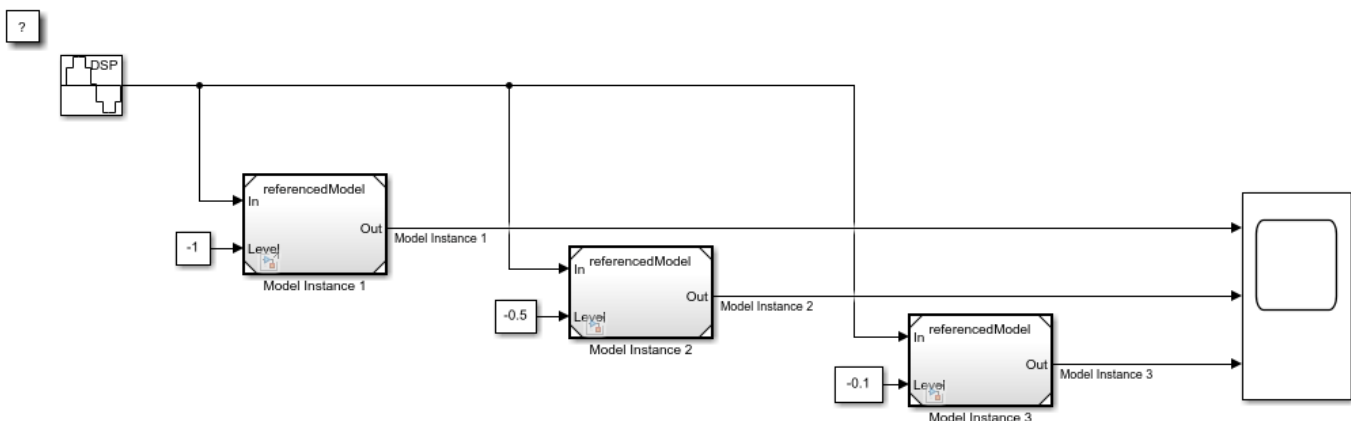 ?
DSP
referencedModel
In
Out
Level
-1
Model Instance 1
Model Instance 1
referencedModel
In
Out
Level
-0.5
Model Instance 2
Model Instance 2
referencedModel
In
Out
Level
-0.1
Model Instance 3
Model Instance 3